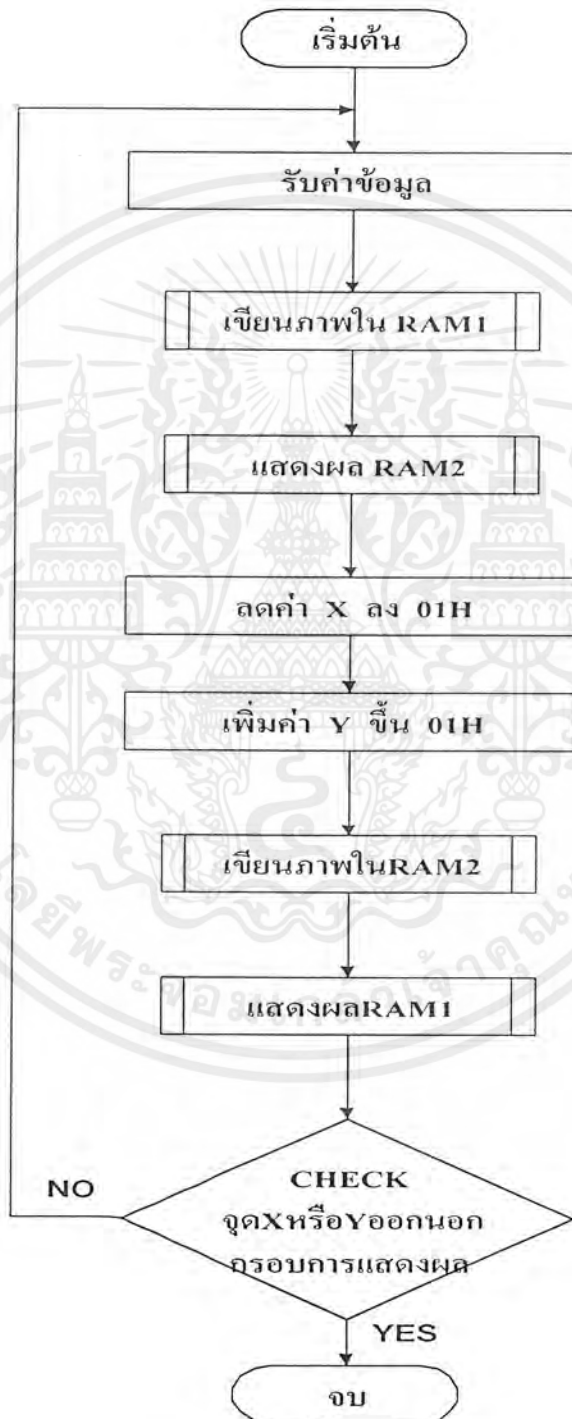 เริ่มต้น
รับค่าข้อมูล
เขียนภาพใน RAM1
แสดงผล RAM2
ลดค่า X ลง 01H
เพิ่มค่า Y ขึ้น 01H
เขียนภาพในRAM2
แสดงผลRAM1
CHECK
จุดXหรือYออกนอก
กรอบการแสดงผล
NO
YES
จบ